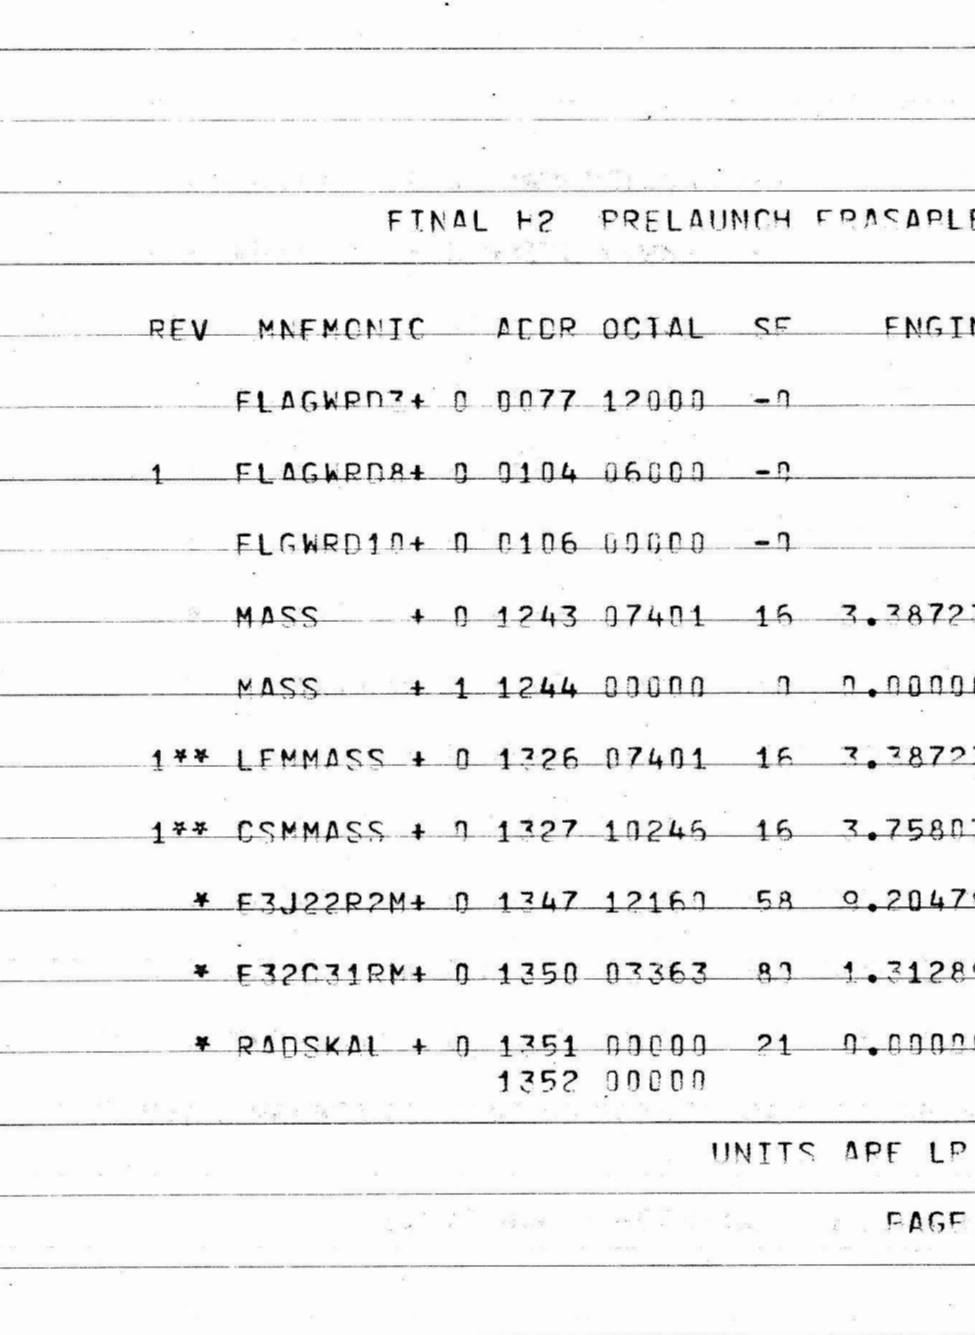 FINAL H2 PRELAUNCH ERASABLE
REV MNEMONIC ADDR OCTAL SF ENGIN
FLAGWRD3+ 0 0077 12000 -0
1 FLAGWRD8+ 0 0104 06000 -0
FLGWRD10+ 0 0106 00000 -0
MASS + 0 1243 07401 16 3.3872
MASS + 1 1244 00000 0 0.0000
1** LEMMASS + 0 1326 07401 16 3.3872
1** CSMMASS + 0 1327 10246 16 3.7580
* E3J22R2M+ 0 1347 12160 58 9.2047
* E32C31RM+ 0 1350 03363 80 1.3128
* RADSKAL + 0 1351 00000 21 0.0000
1352 00000
UNITS ARE LB
PAGE